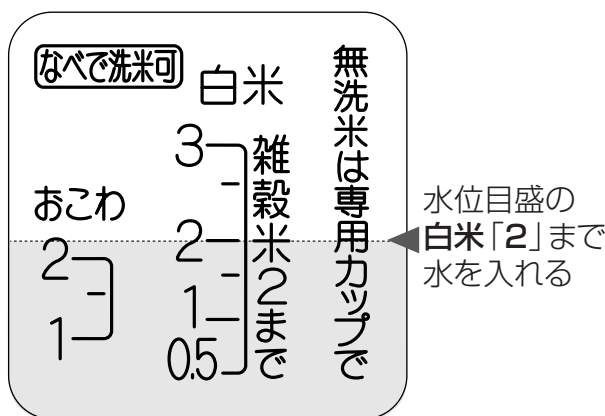 なべで洗米可
白米
無洗米は専用カップで
雑穀米2まで
3
2
1
0.5
おこわ
2
1
水位目盛の
白米「2」まで
水を入れる